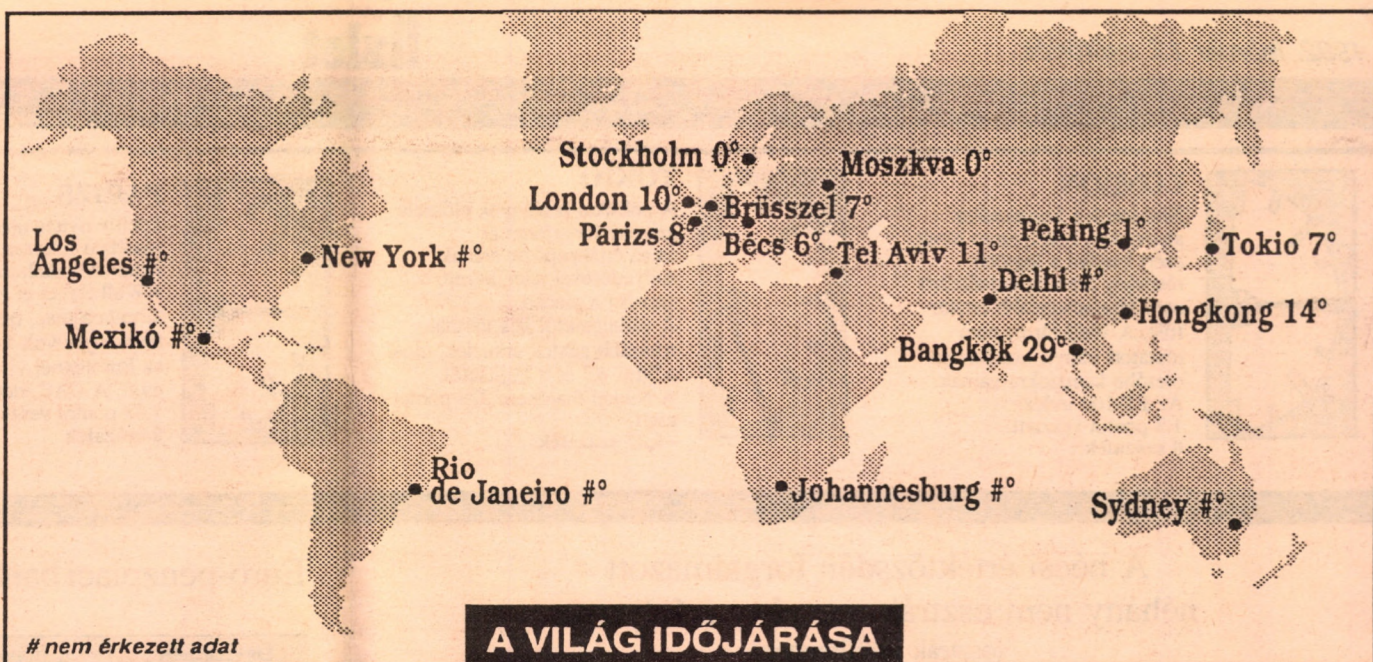 Stockholm 0°
Moszkva 0°
London 10°
Brüsszel 7°
Párizs 8°
Bécs 6°
Tel Aviv 11°
Peking 1°
Tokio 7°
Los
Angeles #°
New York #°
Delhi #°
Hongkong 14°
Mexikó #°
Bangkok 29°
Rio
de Janeiro #°
Johannesburg #°
Sydney #°
# nem érkezett adat
A VILÁG IDŐJÁRÁSA